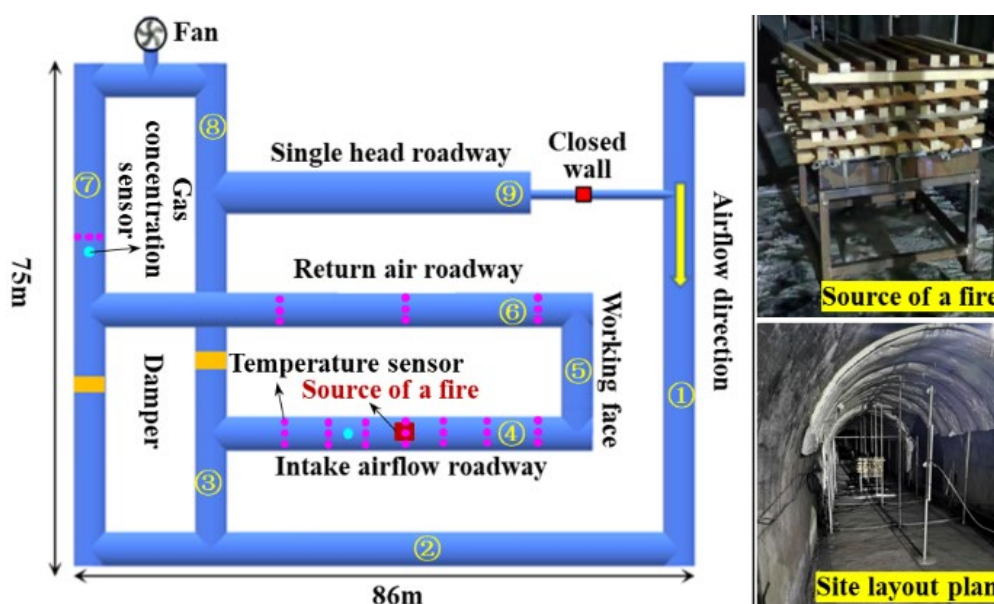 Fan
⑧
Single head roadway
Closed
wall
⑨
Gas
concentration
sensor
⑦
75m
Airflow direction
Return air roadway
⑥
Working face
Damper
Temperature sensor
Source of a fire
⑤
①
④
Intake airflow roadway
③
②
86m
Source of a fire
Site layout plan